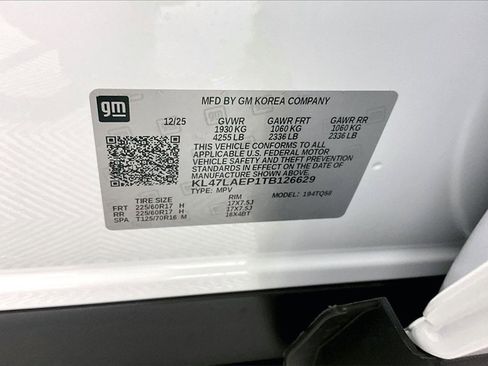 gm
MFD BY GM KOREA COMPANY
12/25 GVWR GAWR FRT GAWR RR
1930 KG 1060 KG 1060 KG
4255 LB 2336 LB 2336 LB
THIS VEHICLE CONFORMS TO ALL
APPLICABLE U.S. FEDERAL MOTOR
VEHICLE SAFETY AND THEFT PREVENTION
STANDARDS IN EFFECT ON THE DATE OF
MANUFACTURE SHOWN ABOVE.
KL47LAEP1TB126629
TYPE: MPV MODEL: 194TQ58
TIRE SIZE RIM
FRT 225/60R17 H 17X7.5J
RR 225/60R17 H 17X7.5J
SPA T125/70R16 M 16X4BT